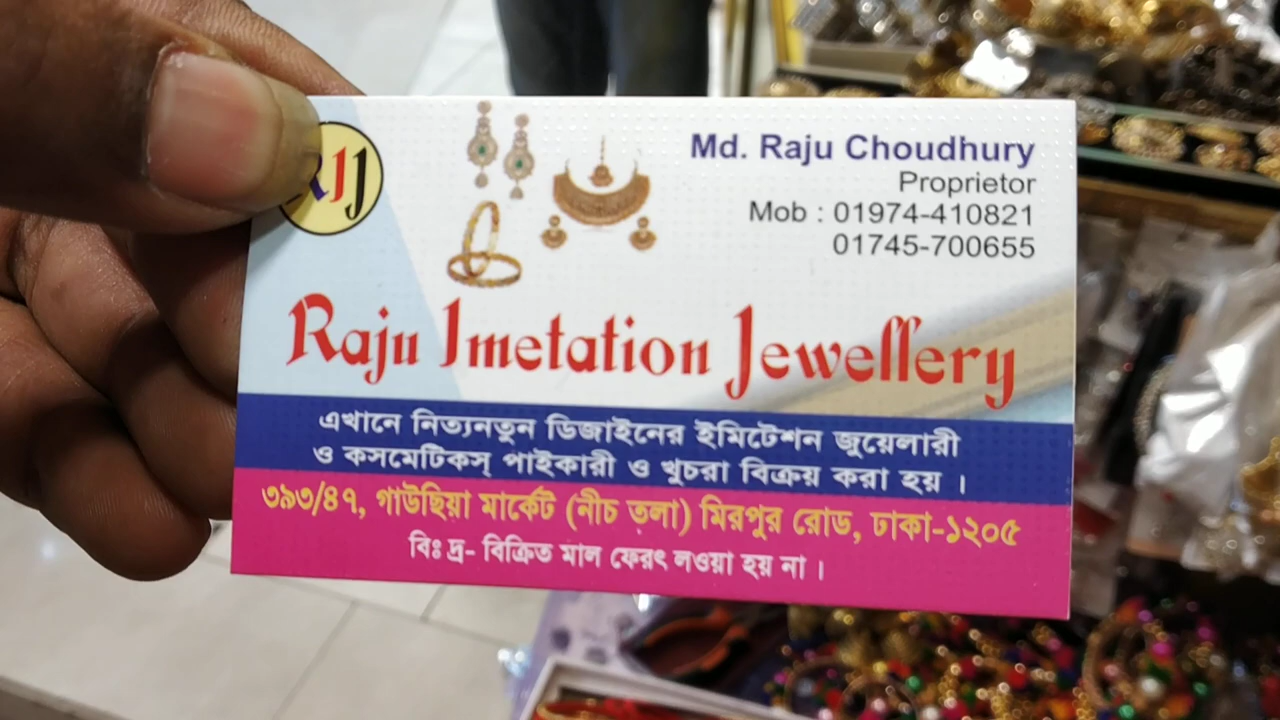 RJJ
Md. Raju Choudhury
Proprietor
Mob : 01974-410821
01745-700655
Raju Imetation Jewellery
এখানে নিত্যনতুন ডিজাইনের ইমিটেশন জুয়েলারী
ও কসমেটিকস্ পাইকারী ও খুচরা বিক্রয় করা হয় ।
৩৯৩/৪৭, গাউছিয়া মার্কেট (নীচ তলা) মিরপুর রোড, ঢাকা-১২০৫
বিঃ দ্র- বিক্রিত মাল ফেরৎ লওয়া হয় না ।